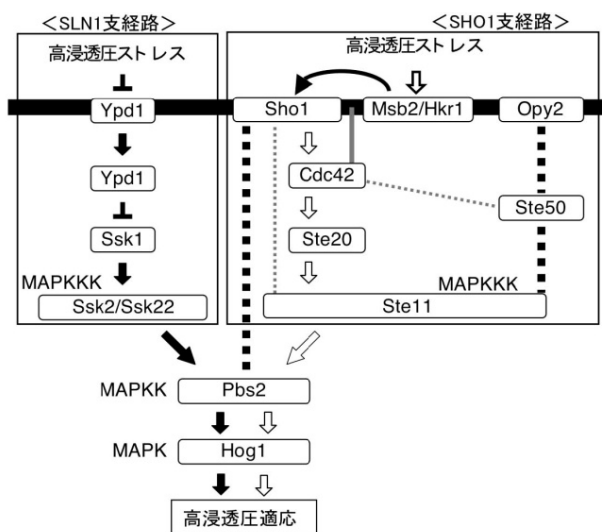 <SLN1支経路>
高浸透圧ストレス
Ypd1
Ypd1
Ssk1
MAPKKK
Ssk2/Ssk22
<SHO1支経路>
高浸透圧ストレス
Sho1
Msb2/Hkr1
Opy2
Cdc42
Ste50
Ste20
MAPKKK
Ste11
MAPKK
Pbs2
MAPK
Hog1
高浸透圧適応